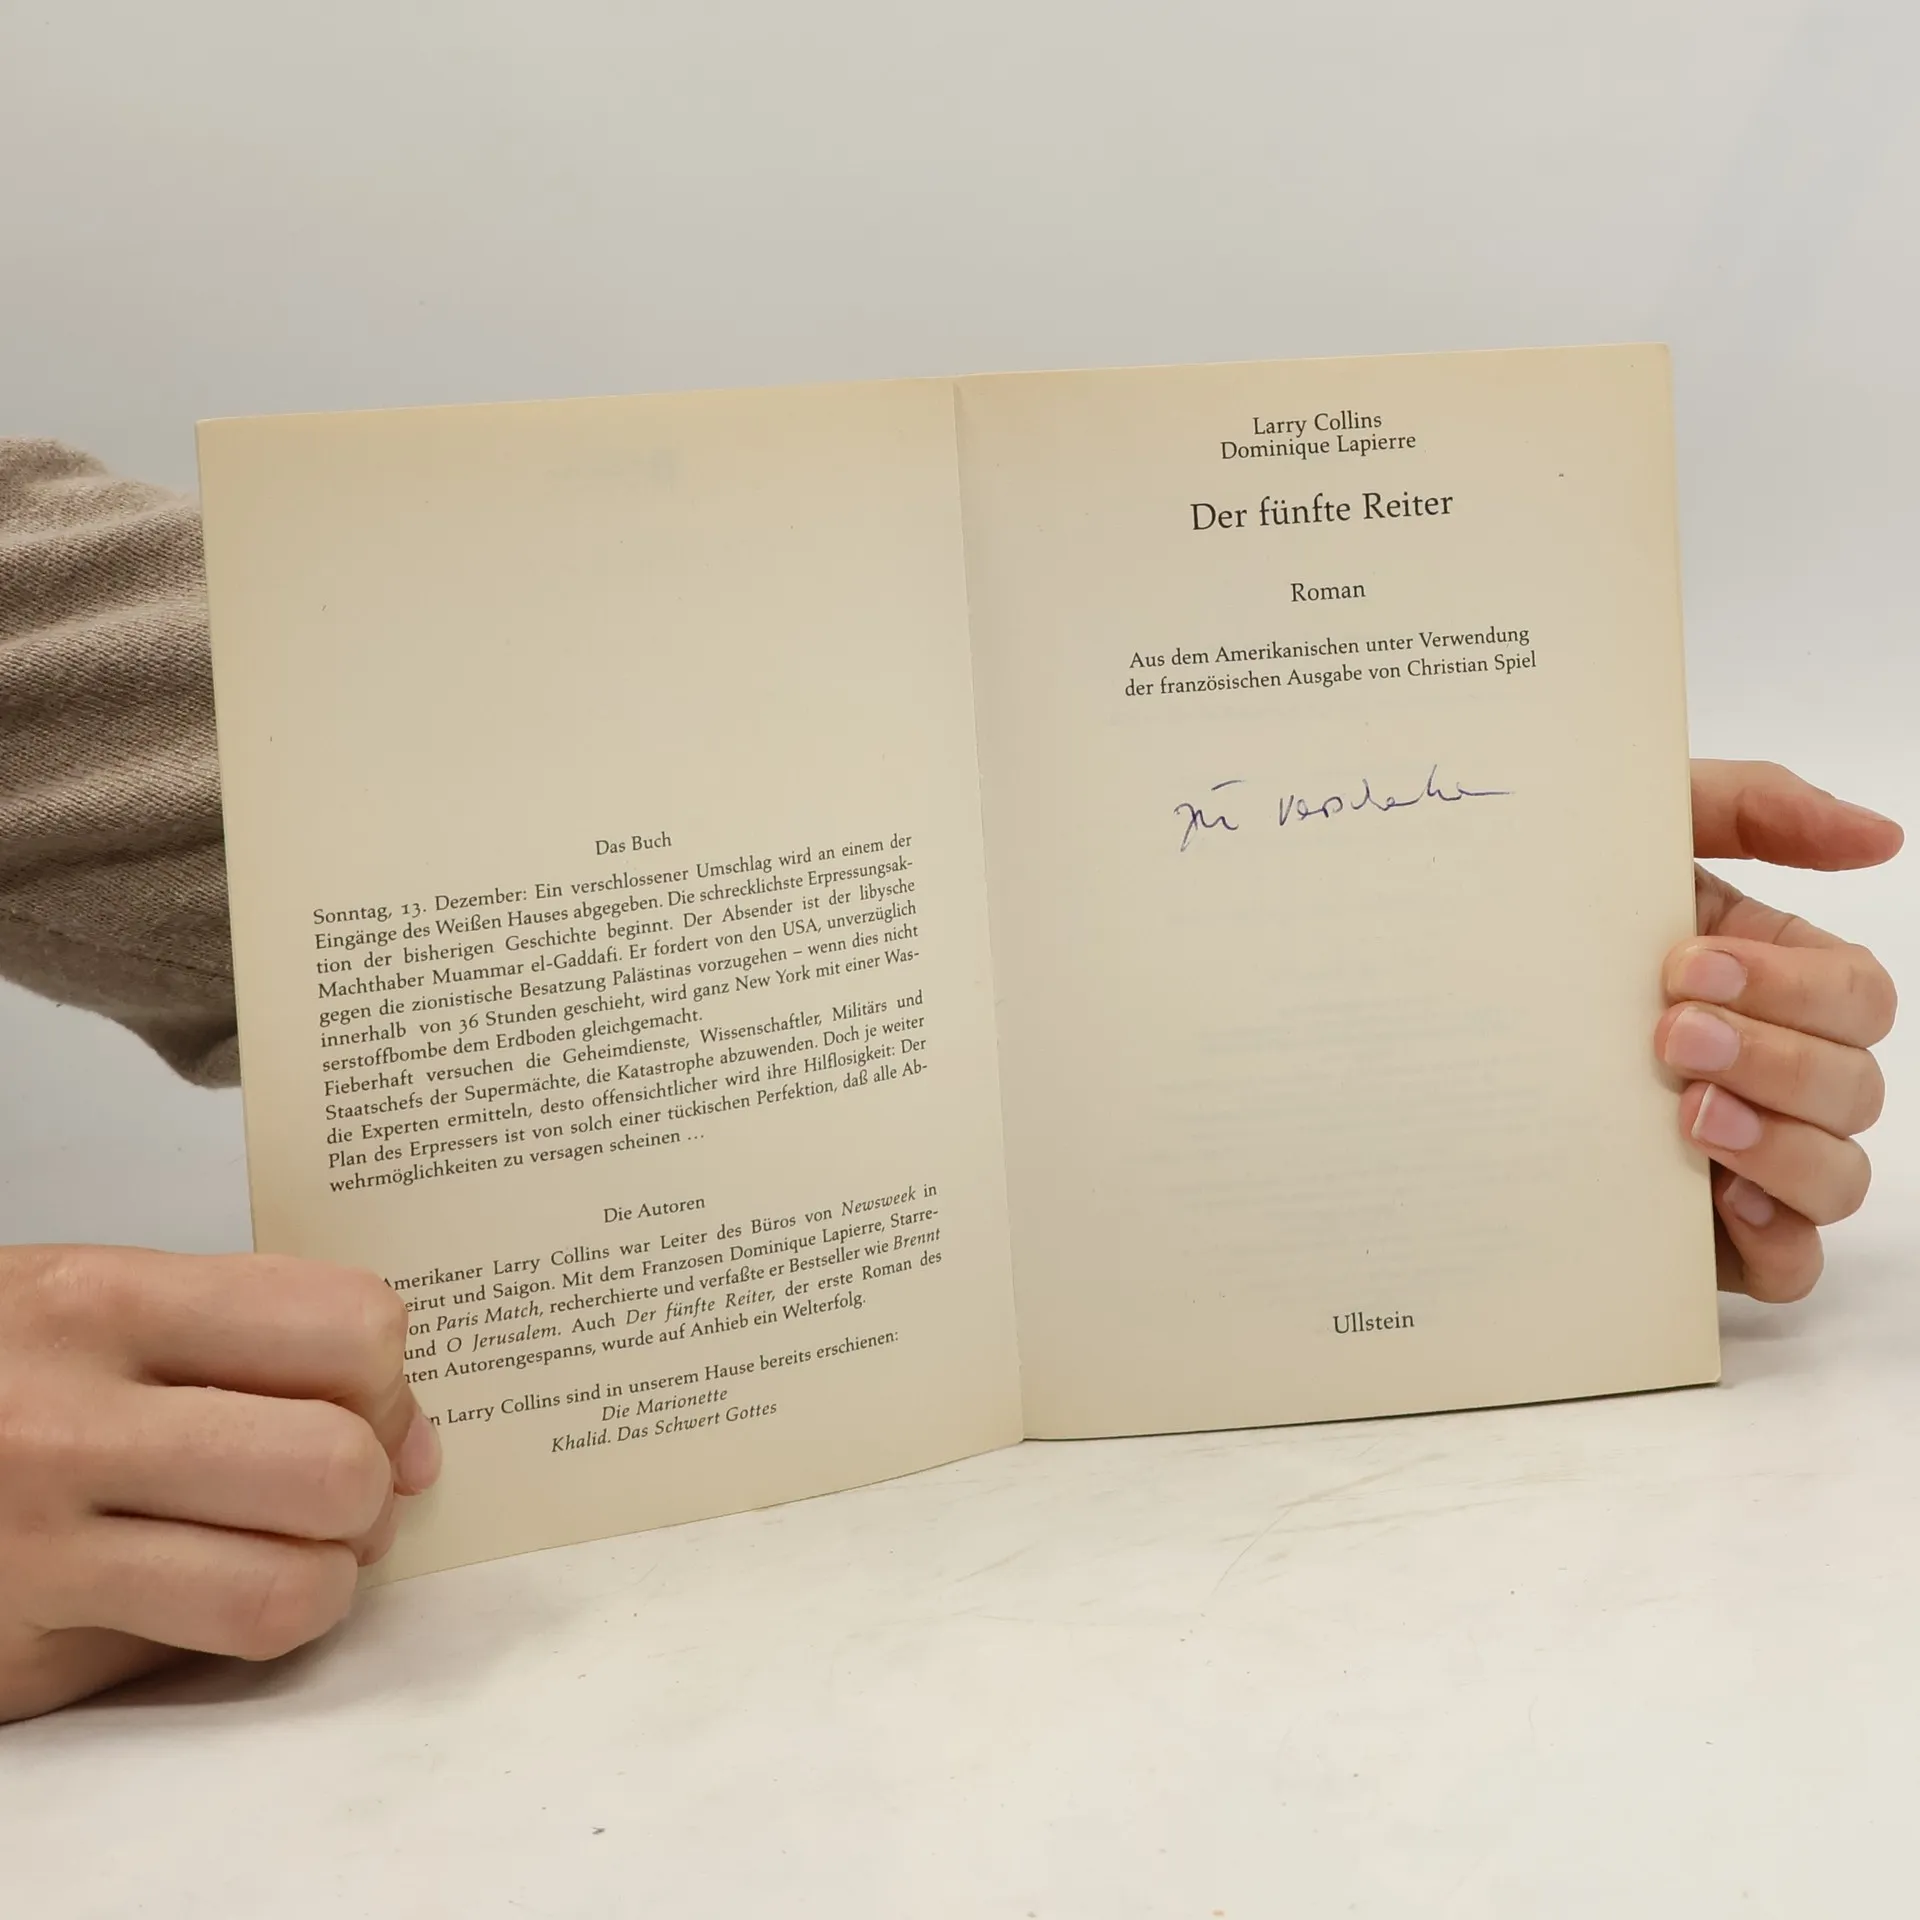 Das Buch
Sonntag, 13. Dezember: Ein verschlossener Umschlag wird an einem der
Eingänge des Weißen Hauses abgegeben. Die schrecklichste Erpressungsak-
tion der bisherigen Geschichte beginnt. Der Absender ist der libysche
Machthaber Muammar el-Gaddafi. Er fordert von den USA, unverzüglich
gegen die zionistische Besatzung Palästinas vorzugehen – wenn dies nicht
innerhalb von 36 Stunden geschieht, wird ganz New York mit einer Was-
serstoffbombe dem Erdboden gleichgemacht.
Fieberhaft versuchen die Geheimdienste, Wissenschaftler, Militärs und
Staatschefs der Supermächte, die Katastrophe abzuwenden. Doch je weiter
die Experten ermitteln, desto offensichtlicher wird ihre Hilflosigkeit: Der
Plan des Erpressers ist von solch einer tückischen Perfektion, daß alle Ab-
wehrmöglichkeiten zu versagen scheinen ...
Die Autoren
Amerikaner Larry Collins war Leiter des Büros von Newsweek in
eirut und Saigon. Mit dem Franzosen Dominique Lapierre, Starre-
on Paris Match, recherchierte und verfaßte er Bestseller wie Brennt
und O Jerusalem. Auch Der fünfte Reiter, der erste Roman des
nten Autorengespanns, wurde auf Anhieb ein Welterfolg.
n Larry Collins sind in unserem Hause bereits erschienen:
Die Marionette
Khalid. Das Schwert Gottes
Larry Collins
Dominique Lapierre
Der fünfte Reiter
Roman
Aus dem Amerikanischen unter Verwendung
der französischen Ausgabe von Christian Spiel
zu verschenken
Ullstein